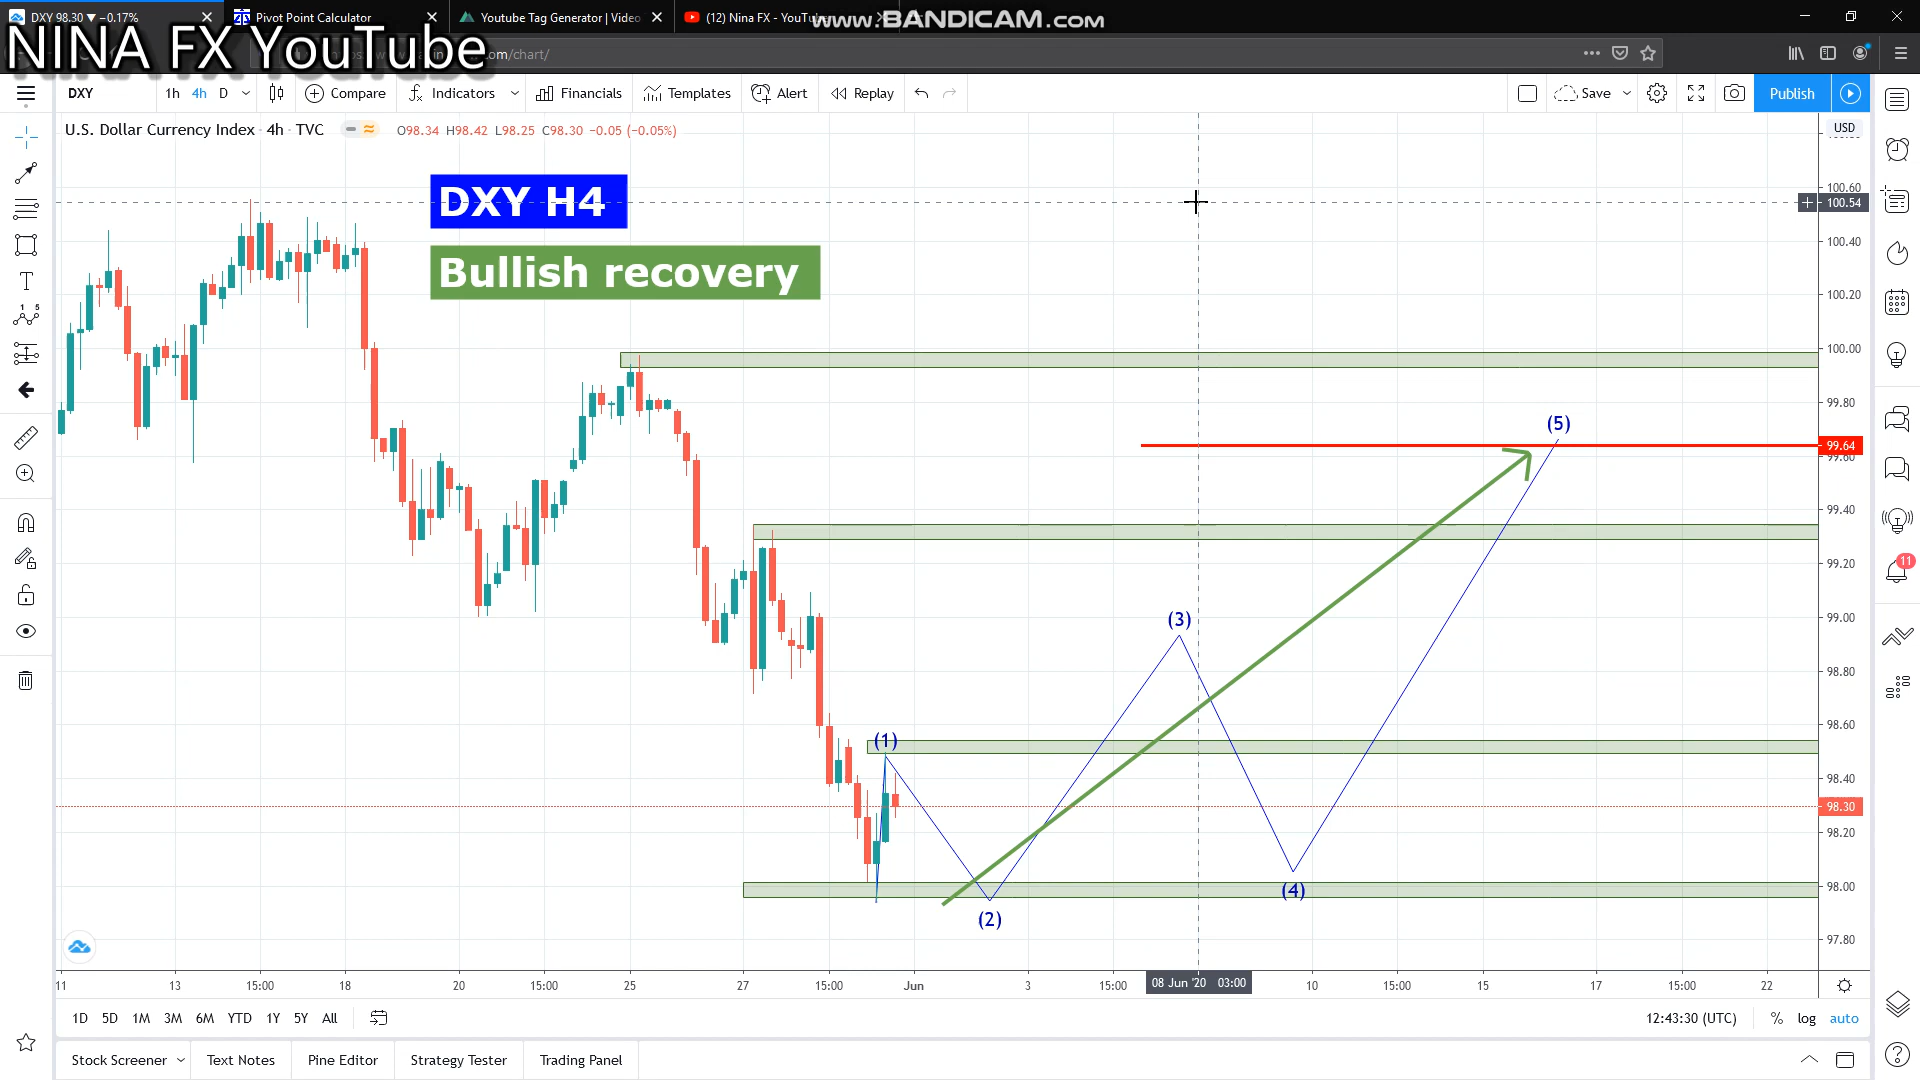 DXY 98.30 ▼ −0.17%
Pivot Point Calculator
Youtube Tag Generator | Video
(12) Nina FX - YouTu
www.BANDICAM.com
NINA FX YouTube
com/chart/
DXY
1h
4h
D
Compare
Indicators
Financials
Templates
Alert
Replay
Save
Publish
U.S. Dollar Currency Index · 4h · TVC
O98.34 H98.42 L98.25 C98.30 −0.05 (−0.05%)
USD
DXY H4
Bullish recovery
100.60
100.54
100.40
100.20
100.00
99.80
99.64
99.60
99.40
99.20
99.00
98.80
98.60
98.40
98.30
98.20
98.00
97.80
(5)
(3)
(1)
(4)
(2)
11
11
13
15:00
18
20
15:00
25
27
15:00
Jun
3
15:00
08 Jun '20 03:00
10
15:00
15
17
15:00
22
1D
5D
1M
3M
6M
YTD
1Y
5Y
All
12:43:30 (UTC)
%
log
auto
Stock Screener
Text Notes
Pine Editor
Strategy Tester
Trading Panel